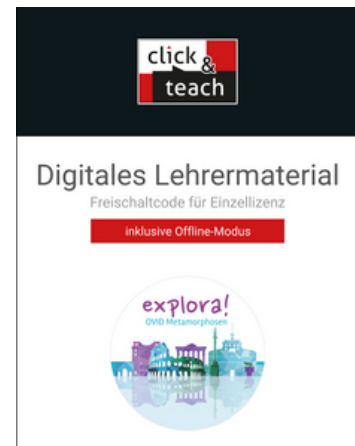 click &
teach
Digitales Lehrermaterial
Freischaltcode für Einzellizenz
inklusive Offline-Modus
explora!
OVID Metamorphosen